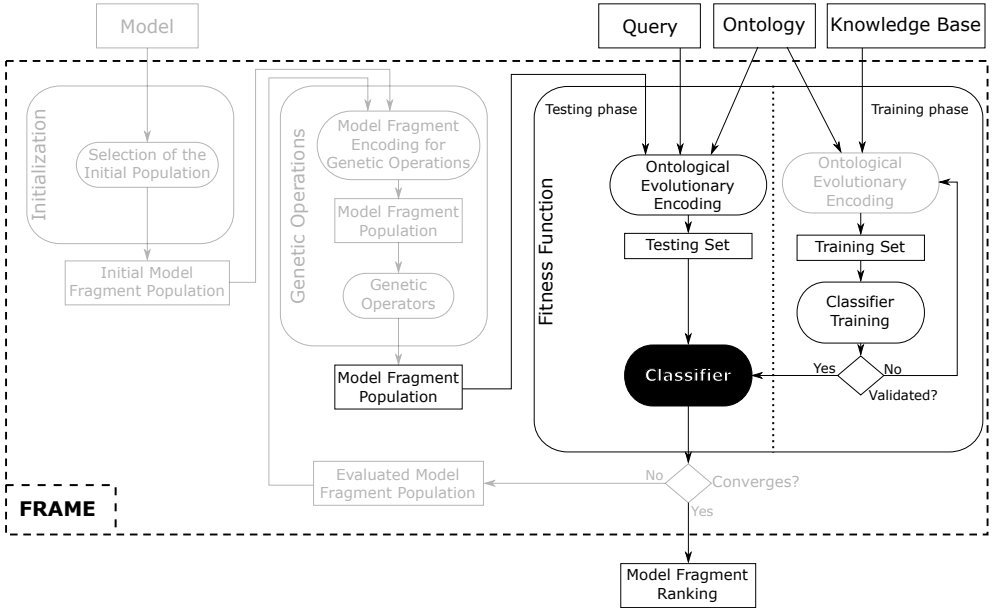 Model
Query
Ontology
Knowledge Base
Initialization
Selection of the
Initial Population
Initial Model
Fragment Population
Genetic Operations
Model Fragment
Encoding for
Genetic Operations
Model Fragment
Population
Genetic
Operators
Model Fragment
Population
Fitness Function
Testing phase
Training phase
Ontological
Evolutionary
Encoding
Testing Set
Classifier
Ontological
Evolutionary
Encoding
Training Set
Classifier
Training
Yes
No
Validated?
Evaluated Model
Fragment Population
No
Converges?
Yes
FRAME
Model Fragment
Ranking